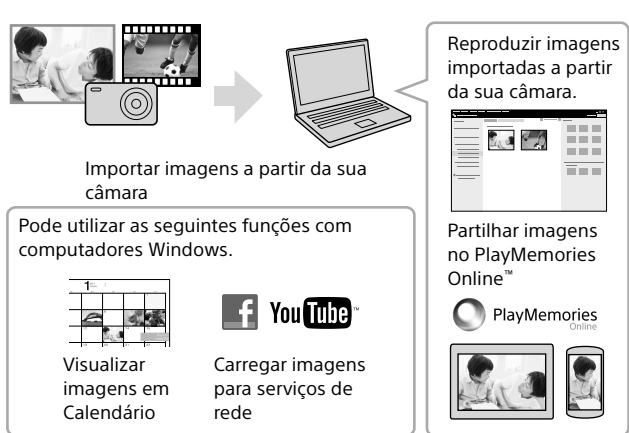 Importar imagens a partir da sua
câmara
Reproduzir imagens
importadas a partir
da sua câmara.
Partilhar imagens
no PlayMemories
Online™
PlayMemories
Online
Pode utilizar as seguintes funções com
computadores Windows.
1
Visualizar
imagens em
Calendário
f
YouTube™
Carregar imagens
para serviços de
rede